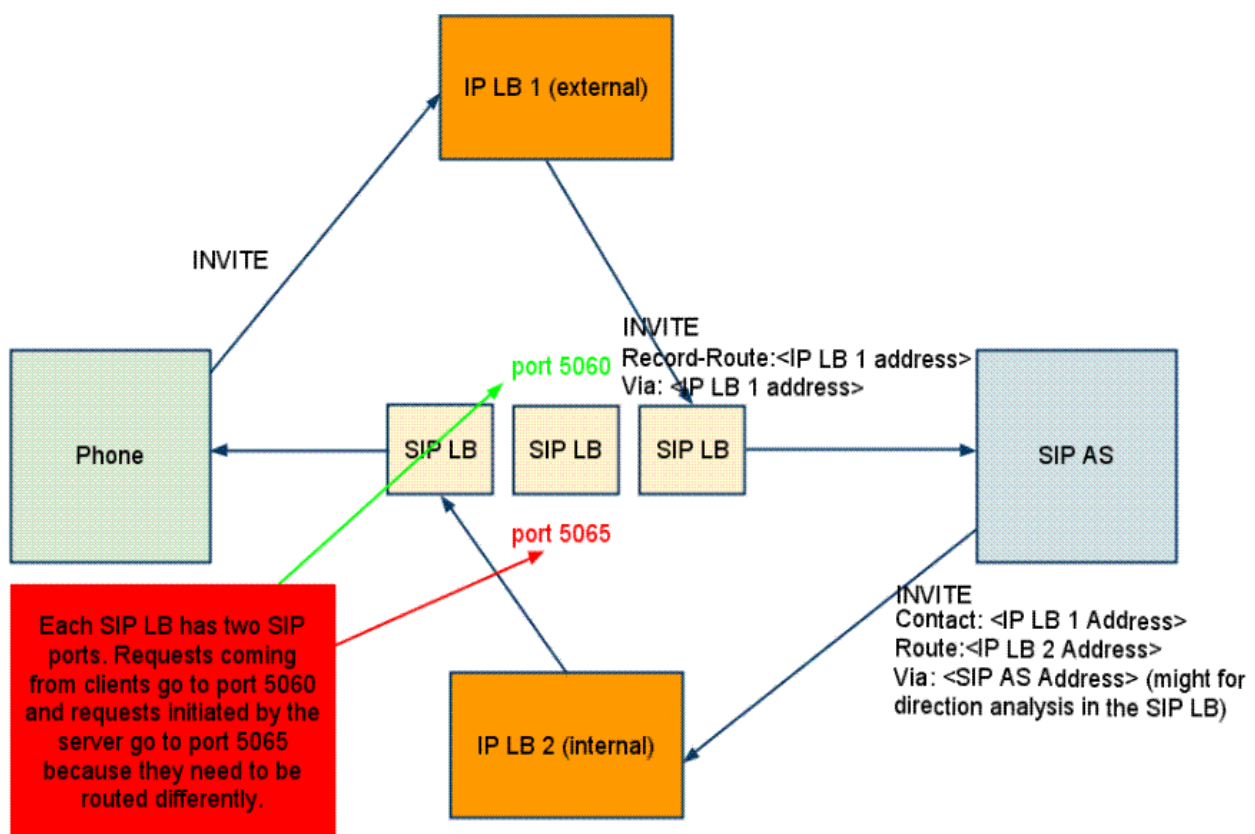 IP LB 1 (external)
INVITE
INVITE
Record-Route:<IP LB 1 address>
Via: <IP LB 1 address>
port 5060
Phone
SIP LB
SIP LB
SIP LB
SIP AS
port 5065
Each SIP LB has two SIP
ports. Requests coming
from clients go to port 5060
and requests initiated by the
server go to port 5065
because they need to be
routed differently.
IP LB 2 (internal)
INVITE
Contact: <IP LB 1 Address>
Route:<IP LB 2 Address>
Via: <SIP AS Address> (might for
direction analysis in the SIP LB)